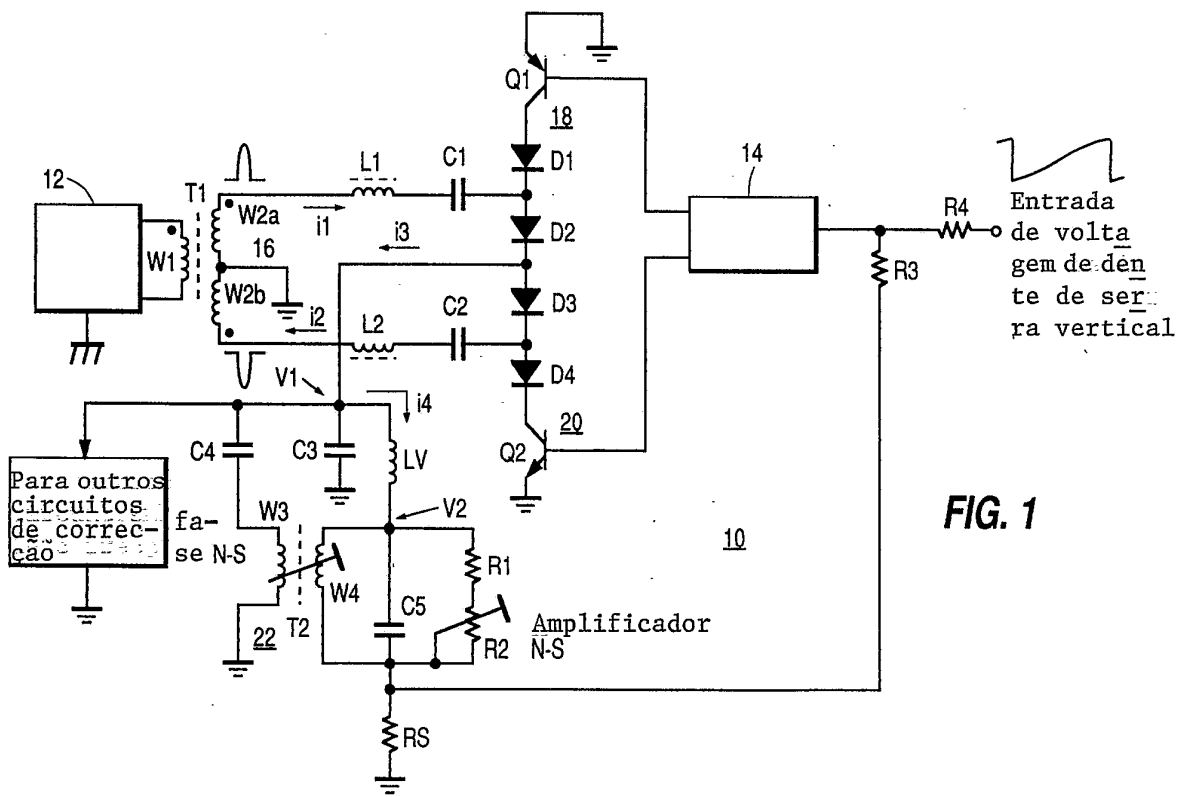 Q1
18
12
T1
L1
C1
D1
14
W2a
i1
i3
D2
R4
Entrada
de volta
gem de den
te de ser
ra vertical
W1
16
W2b
i2
L2
C2
D3
R3
V1
i4
D4
20
Q2
C4
C3
LV
Para outros
circuitos
de correc-
ção
W3
fa-
se N-S
V2
FIG. 1
10
R1
W4
C5
R2
Amplificador
N-S
T2
22
RS